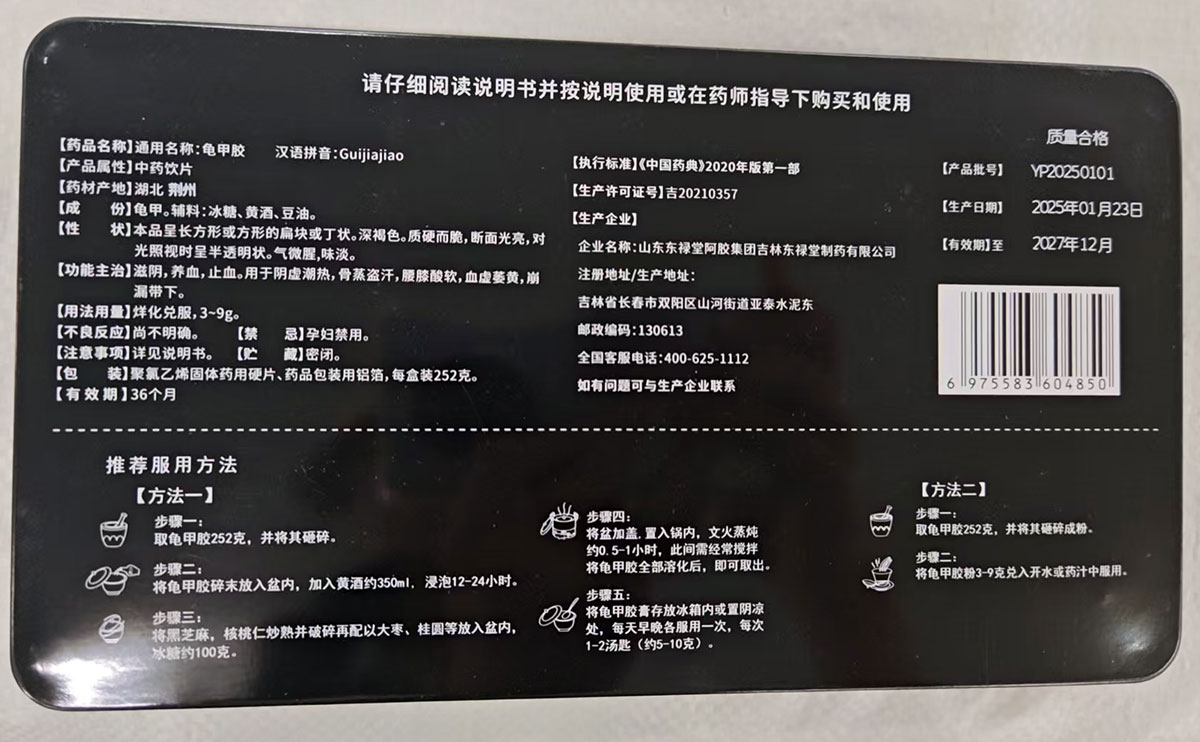 请仔细阅读说明书并按说明使用或在药师指导下购买和使用
【药品名称】通用名称:龟甲胶 汉语拼音:Guijiajiao
【产品属性】中药饮片
【药材产地】湖北 荆州
【成 份】龟甲。辅料:冰糖、黄酒、豆油。
【性 状】本品呈长方形或方形的扁块或丁状。深褐色。质硬而脆,断面光亮,对
光照视时呈半透明状。气微腥,味淡。
【功能主治】滋阴,养血,止血。用于阴虚潮热,骨蒸盗汗,腰膝酸软,血虚萎黄,崩
漏带下。
【用法用量】烊化兑服,3~9g。
【不良反应】尚不明确。 【禁 忌】孕妇禁用。
【注意事项】详见说明书。 【贮 藏】密闭。
【包 装】聚氯乙烯固体药用硬片、药品包装用铝箔,每盒装252克。
【有 效 期】36个月
【执行标准】《中国药典》2020年版第一部
【生产许可证号】吉20210357
【生产企业】
企业名称:山东东禄堂阿胶集团吉林东禄堂制药有限公司
注册地址/生产地址:
吉林省长春市双阳区山河街道亚泰水泥东
邮政编码:130613
全国客服电话:400-625-1112
如有问题可与生产企业联系
质量合格
【产品批号】 YP20250101
【生产日期】 2025年01月23日
【有效期】至 2027年12月
6 975583 604850
推荐服用方法
【方法一】
步骤一:
取龟甲胶252克，并将其砸碎。
步骤二:
将龟甲胶碎末放入盆内，加入黄酒约350ml，浸泡12-24小时。
步骤三:
将黑芝麻，核桃仁炒熟并破碎再配以大枣、桂圆等放入盆内，
冰糖约100克。
步骤四:
将盆加盖.置入锅内，文火蒸炖
约0.5-1小时，此间需经常搅拌
将龟甲胶全部溶化后，即可取出。
步骤五:
将龟甲胶膏存放冰箱内或置阴凉
处，每天早晚各服用一次，每次
1-2汤匙（约5-10克）。
【方法二】
步骤一:
取龟甲胶252克，并将其砸碎成粉。
步骤二:
将龟甲胶粉3-9克兑入开水或药汁中服用。